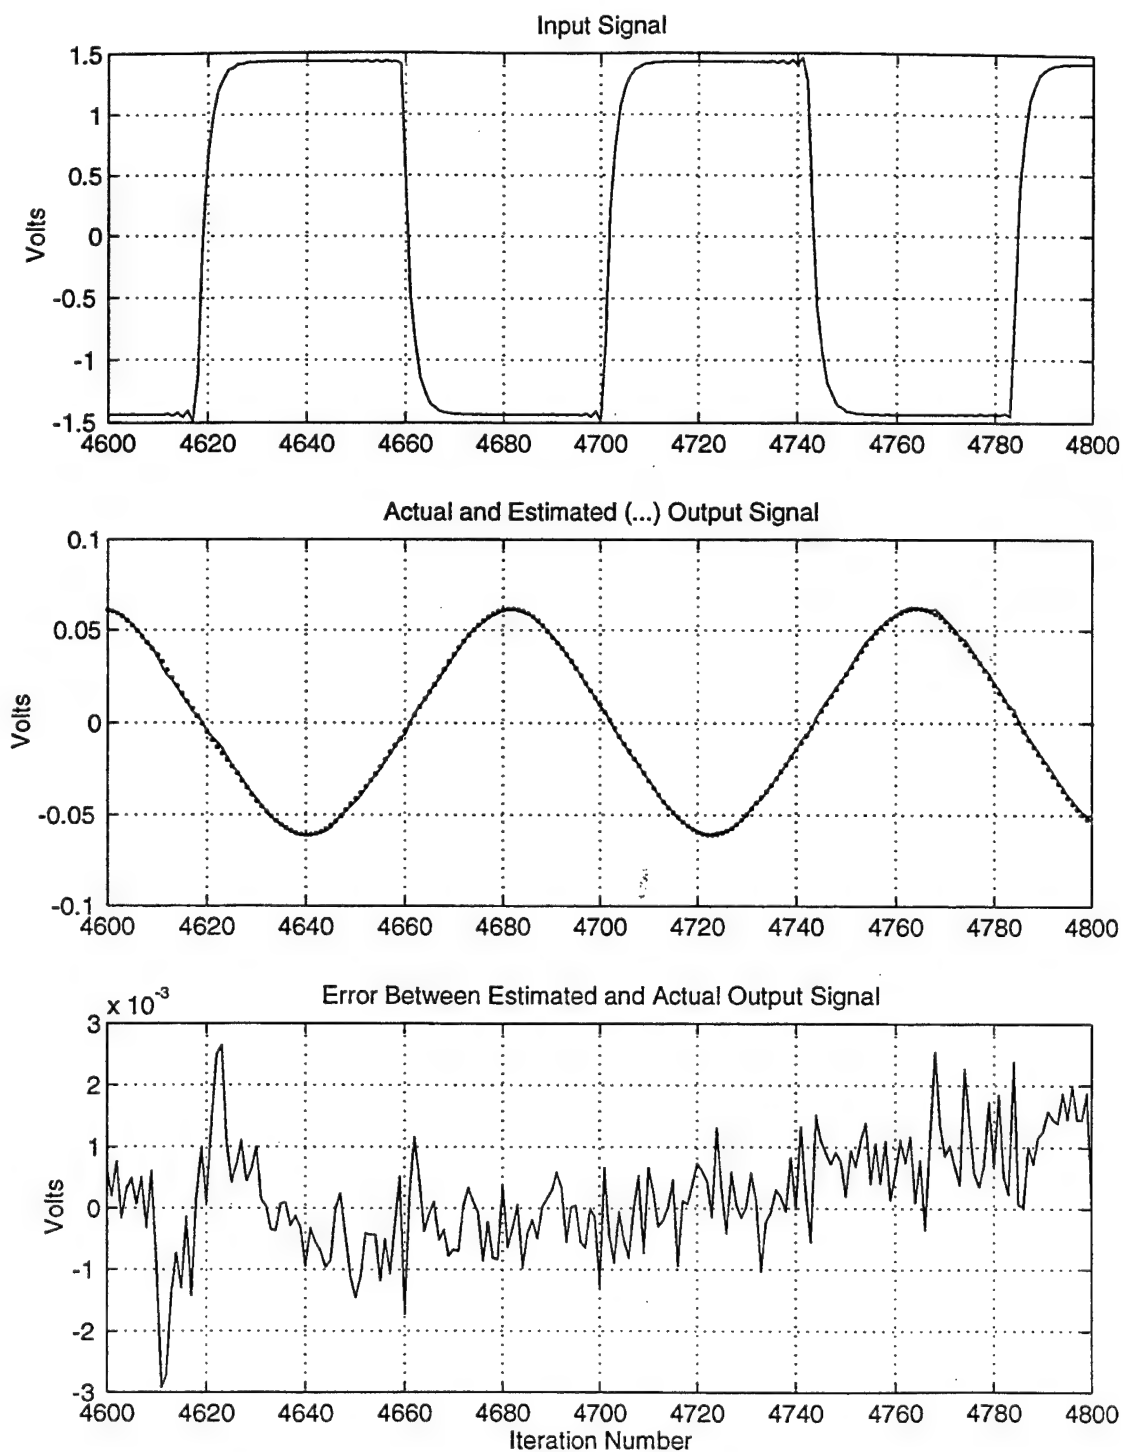 Input Signal
1.5
1
0.5
0
-0.5
-1
-1.5
Volts
4600 4620 4640 4660 4680 4700 4720 4740 4760 4780 4800
Actual and Estimated (...) Output Signal
0.1
0.05
0
-0.05
-0.1
Volts
4600 4620 4640 4660 4680 4700 4720 4740 4760 4780 4800
x 10-3
Error Between Estimated and Actual Output Signal
3
2
1
0
-1
-2
-3
Volts
4600 4620 4640 4660 4680 4700 4720 4740 4760 4780 4800
Iteration Number